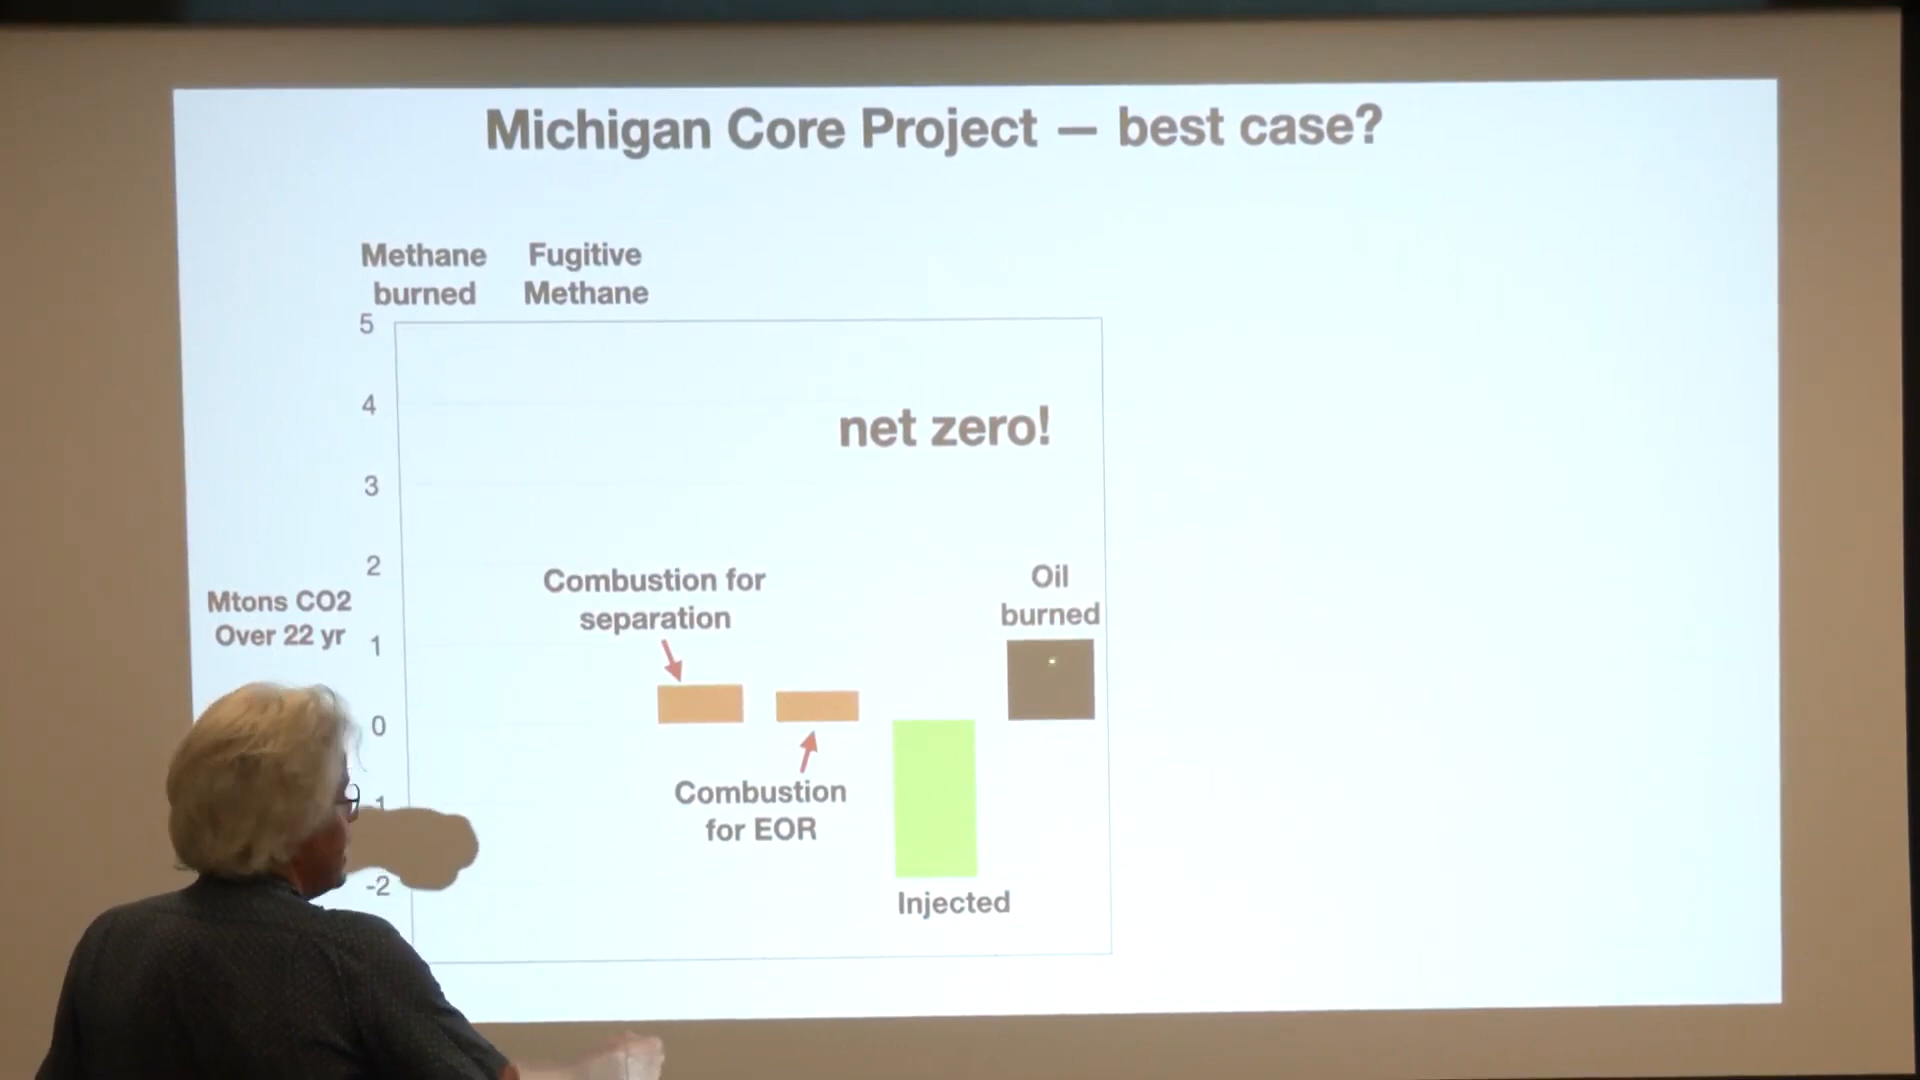 Michigan Core Project — best case?
Methane
burned
Fugitive
Methane
5
4
net zero!
3
2
Combustion for
separation
Oil
burned
Mtons CO2
Over 22 yr
1
0
Combustion
for EOR
1
-2
Injected